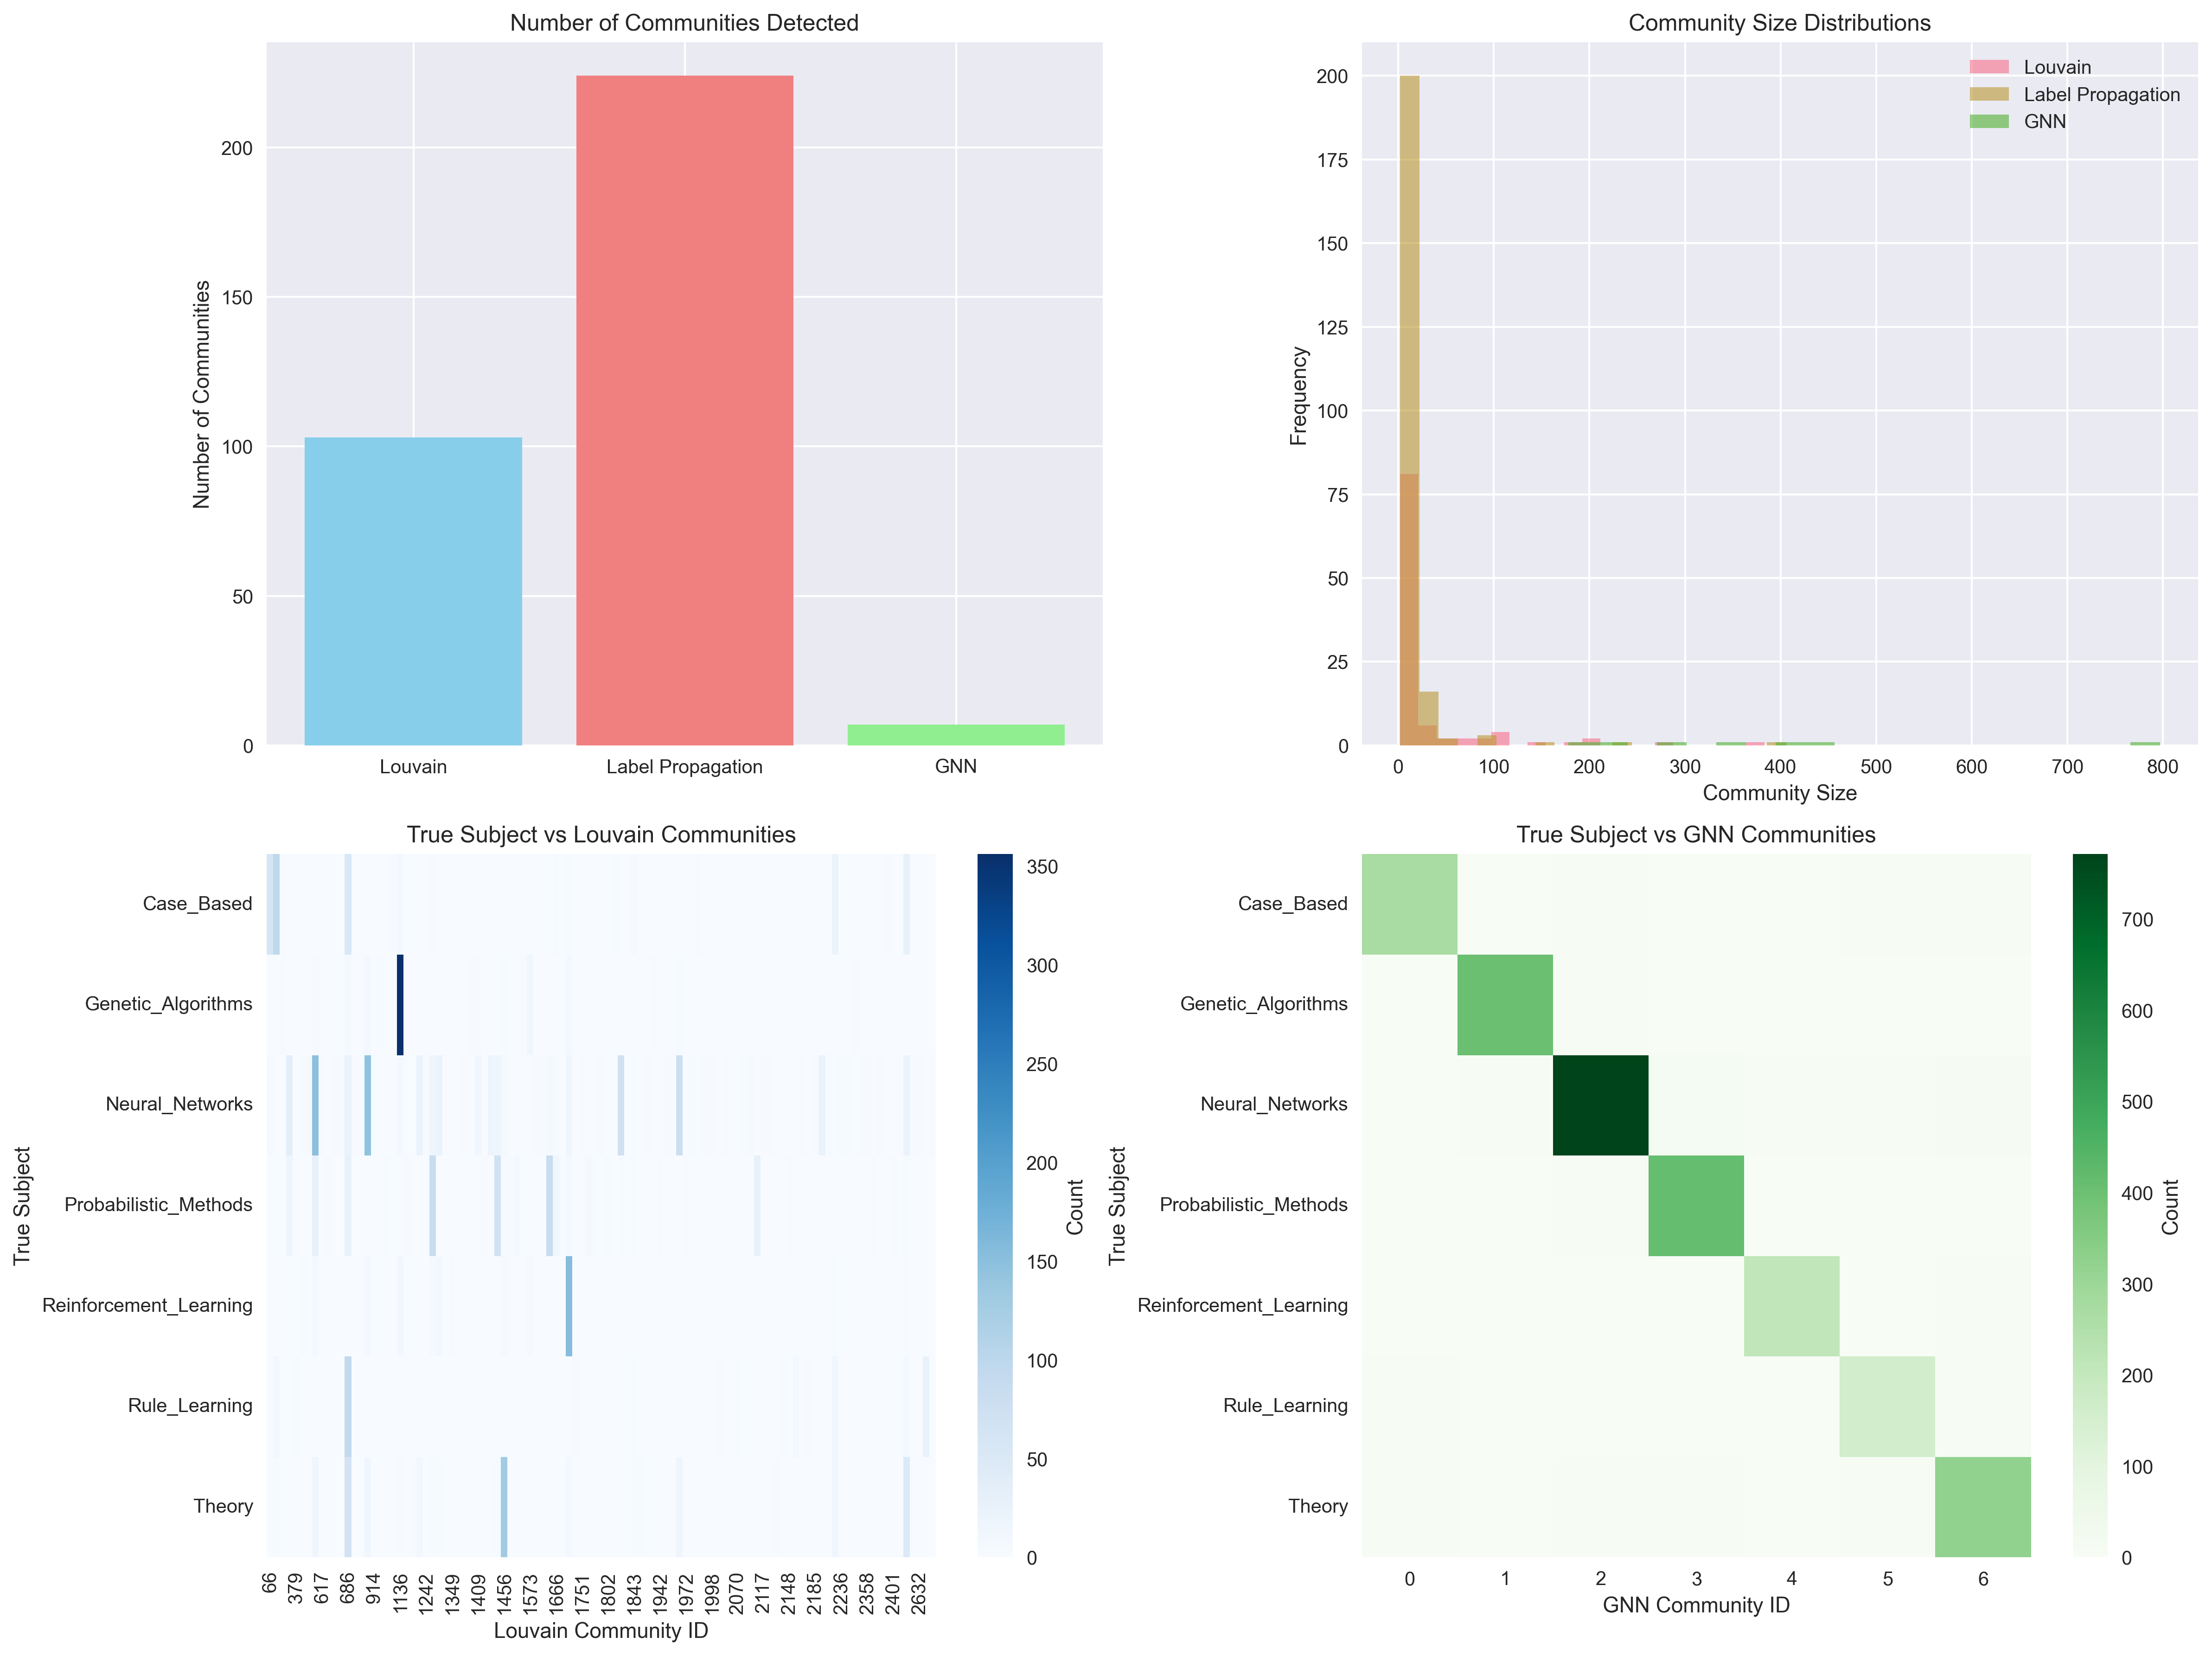 Number of Communities Detected
Number of Communities
200
150
100
50
0
Louvain
Label Propagation
GNN
Community Size Distributions
Frequency
200
175
150
125
100
75
50
25
0
Louvain
Label Propagation
GNN
0 100 200 300 400 500 600 700 800
Community Size
True Subject vs Louvain Communities
True Subject
Case_Based
Genetic_Algorithms
Neural_Networks
Probabilistic_Methods
Reinforcement_Learning
Rule_Learning
Theory
66 379 617 686 914 1136 1242 1349 1409 1456 1573 1666 1751 1802 1843 1942 1972 1998 2070 2117 2148 2185 2236 2358 2401 2632
Louvain Community ID
350
300
250
200
150
100
50
0
Count
True Subject vs GNN Communities
True Subject
Case_Based
Genetic_Algorithms
Neural_Networks
Probabilistic_Methods
Reinforcement_Learning
Rule_Learning
Theory
0 1 2 3 4 5 6
GNN Community ID
700
600
500
400
300
200
100
0
Count